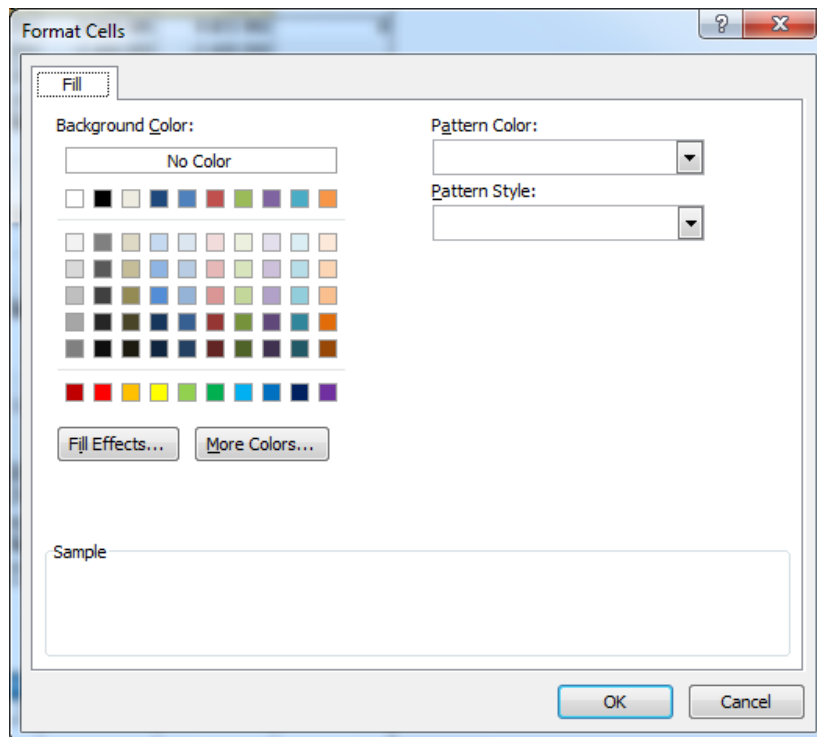 Format Cells
Fill
Background Color:
No Color
Pattern Color:
Pattern Style:
Fill Effects...
More Colors...
Sample
OK
Cancel